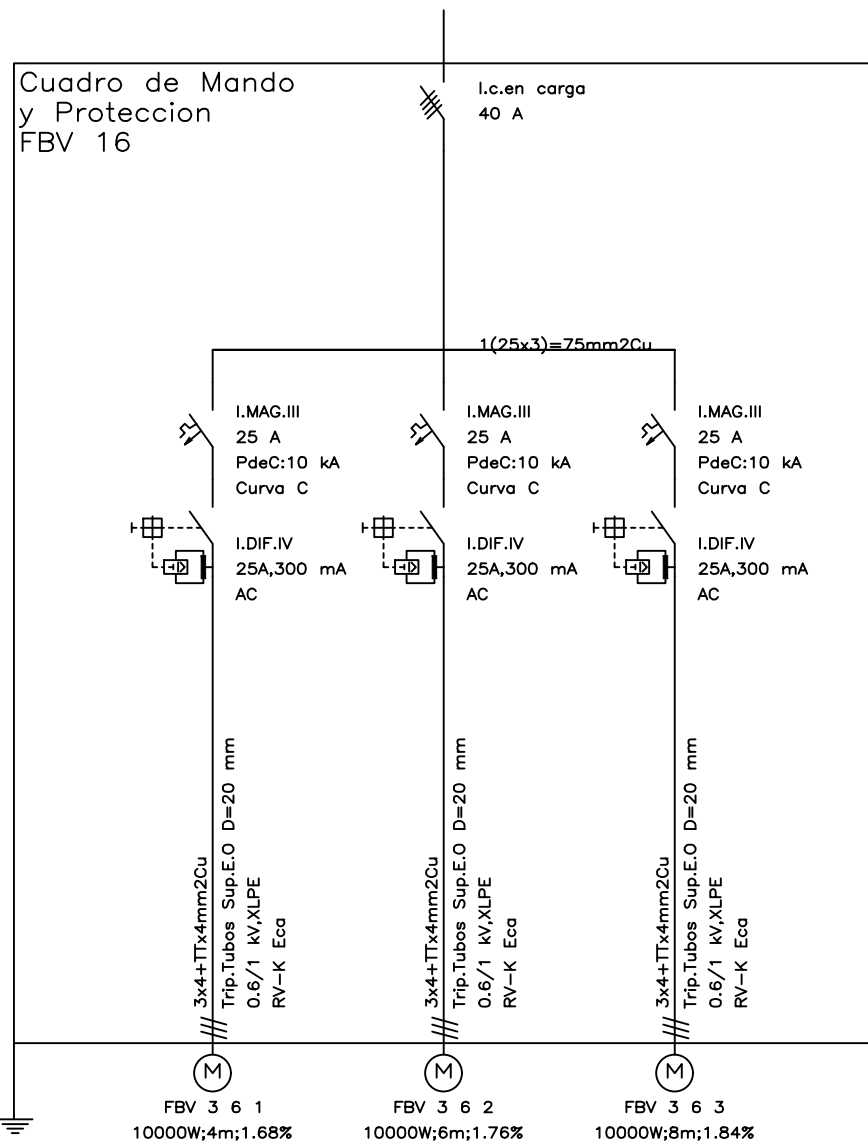 Cuadro de Mando
y Proteccion
FBV 16
I.c.en carga
40 A
1(25x3)=75mm2Cu
I.MAG.III
25 A
PdeC:10 kA
Curva C
I.DIF.IV
25A,300 mA
AC
I.MAG.III
25 A
PdeC:10 kA
Curva C
I.DIF.IV
25A,300 mA
AC
I.MAG.III
25 A
PdeC:10 kA
Curva C
I.DIF.IV
25A,300 mA
AC
3x4+TTx4mm2Cu
Trip.Tubos Sup.E.O D=20 mm
0.6/1 kV,XLPE
RV-K Eca
3x4+TTx4mm2Cu
Trip.Tubos Sup.E.O D=20 mm
0.6/1 kV,XLPE
RV-K Eca
3x4+TTx4mm2Cu
Trip.Tubos Sup.E.O D=20 mm
0.6/1 kV,XLPE
RV-K Eca
M
FBV 3 6 1
10000W;4m;1.68%
M
FBV 3 6 2
10000W;6m;1.76%
M
FBV 3 6 3
10000W;8m;1.84%